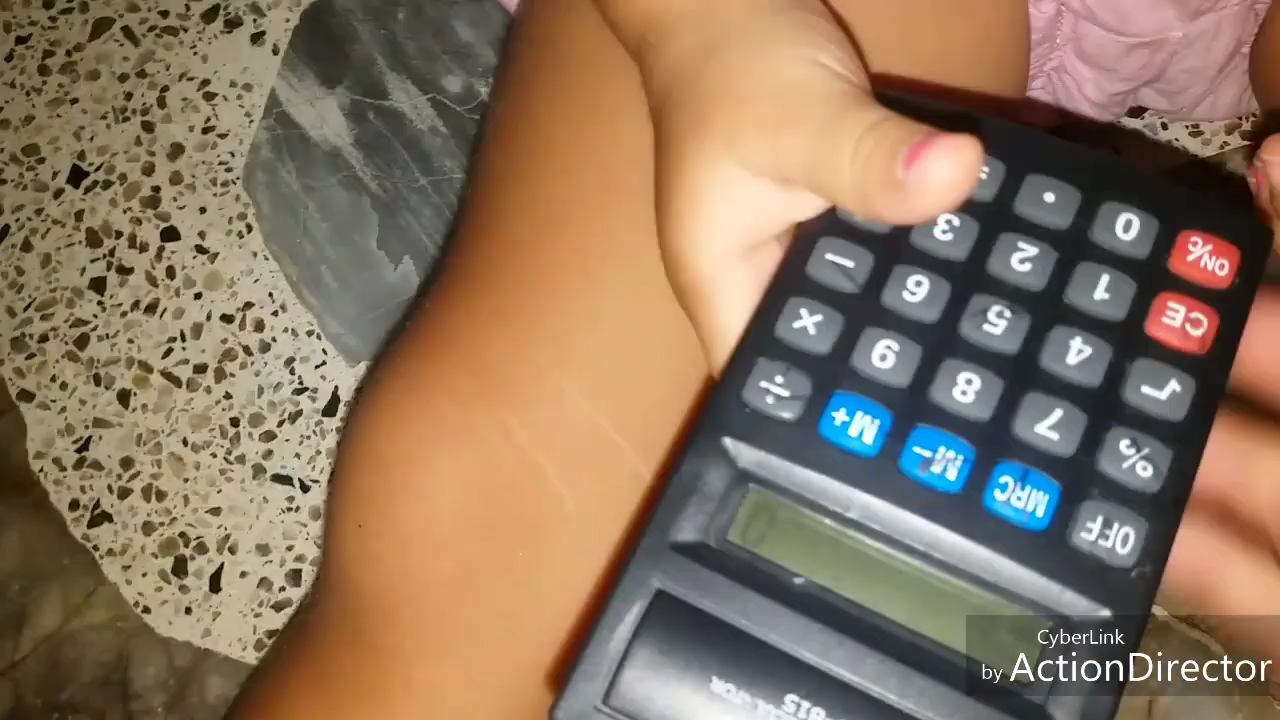 OFF MRC M- M+ ÷
% 7 8 9 ×
√ 4 5 6 −
CE 1 2 3
ON/C 0 . =
CyberLink
by ActionDirector